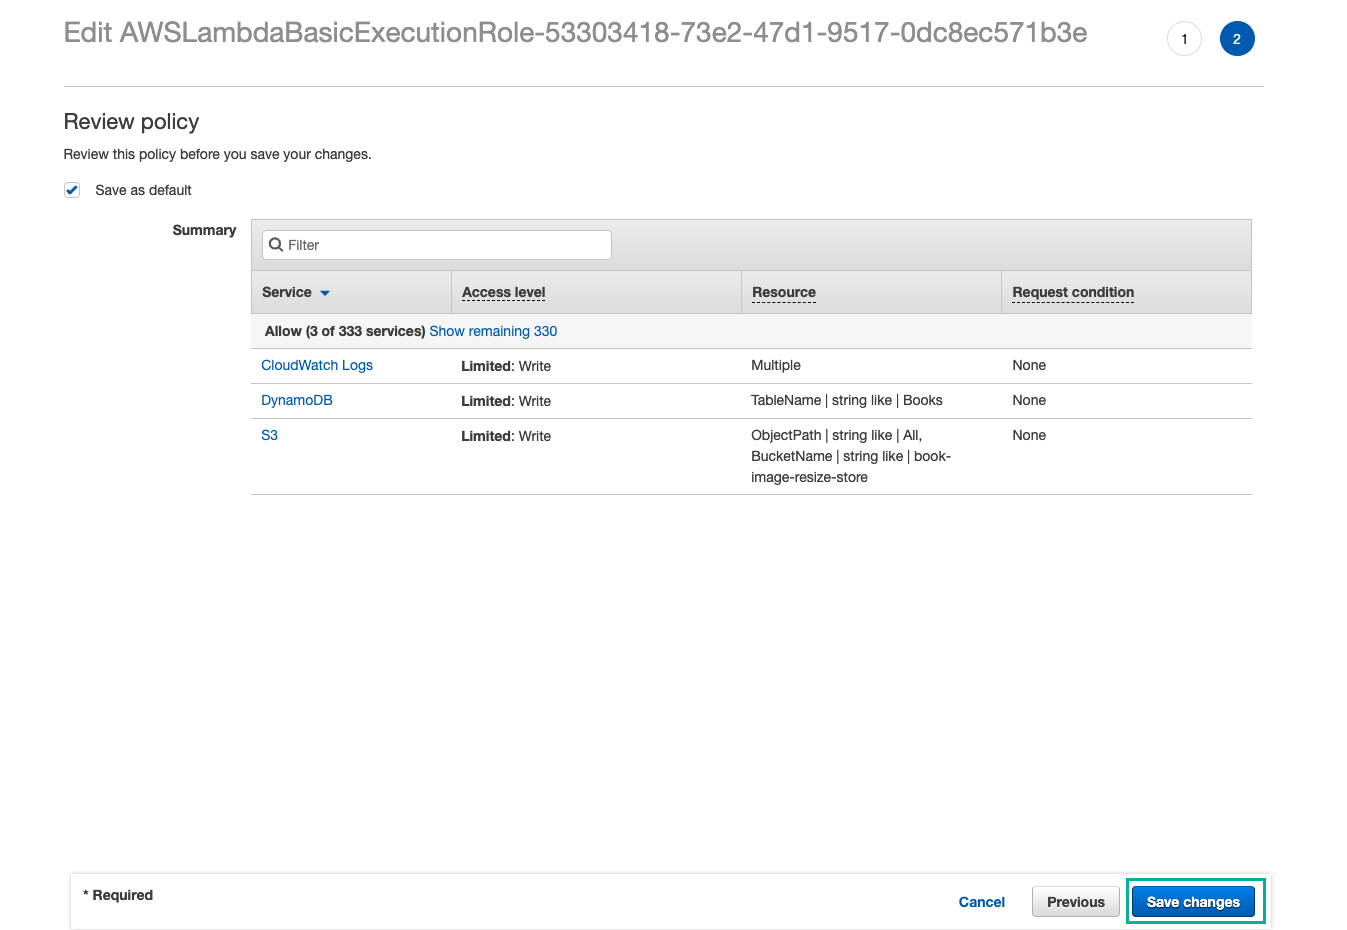 Edit AWSLambdaBasicExecutionRole-53303418-73e2-47d1-9517-0dc8ec571b3e
1
2
Review policy
Review this policy before you save your changes.
Save as default
Summary
Filter
Service Access level Resource Request condition
Allow (3 of 333 services) Show remaining 330
CloudWatch Logs Limited: Write Multiple None
DynamoDB Limited: Write TableName | string like | Books None
S3 Limited: Write ObjectPath | string like | All, None
BucketName | string like | book-
image-resize-store
* Required
Cancel Previous Save changes